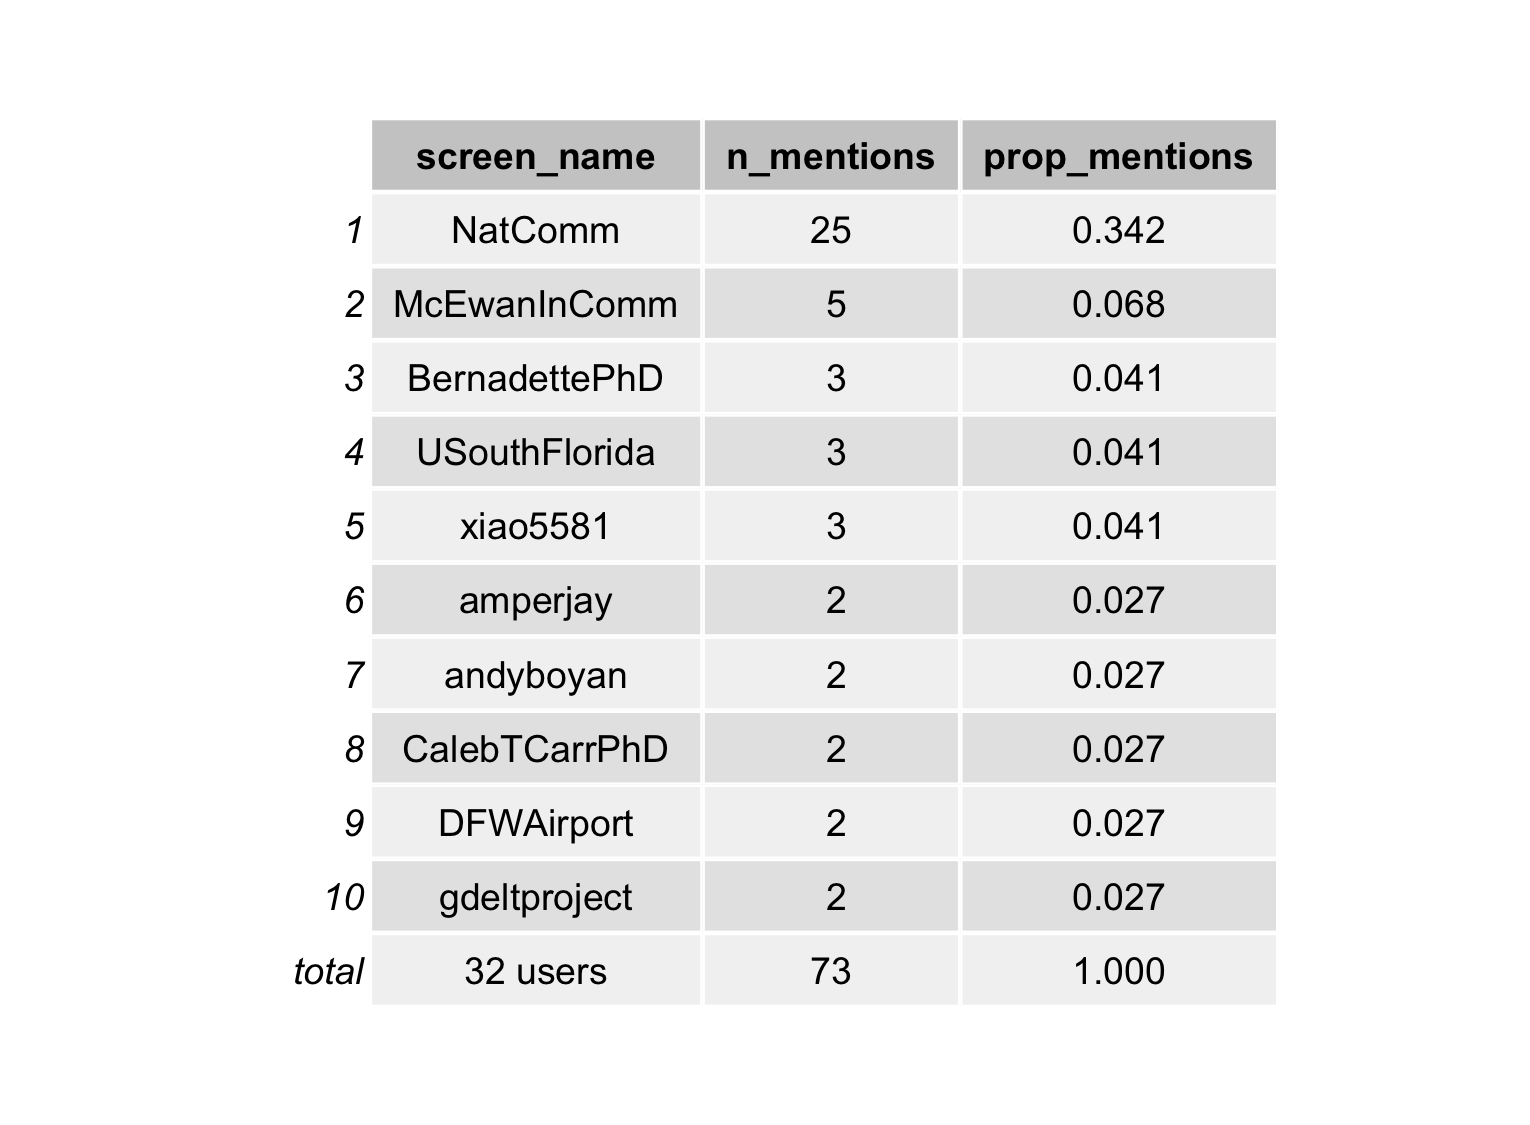 screen_name n_mentions prop_mentions
1 NatComm 25 0.342
2 McEwanInComm 5 0.068
3 BernadettePhD 3 0.041
4 USouthFlorida 3 0.041
5 xiao5581 3 0.041
6 amperjay 2 0.027
7 andyboyan 2 0.027
8 CalebTCarrPhD 2 0.027
9 DFWAirport 2 0.027
10 gdeltproject 2 0.027
total 32 users 73 1.000